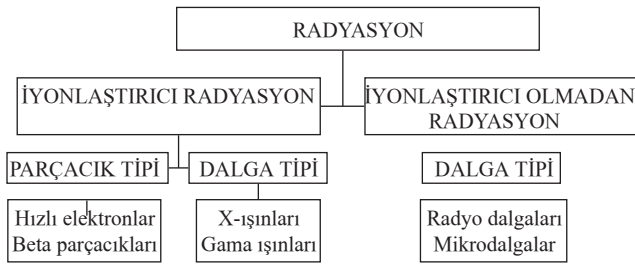 RADYASYON
İYONLAŞTIRICI RADYASYON
İYONLAŞTIRICI OLMADAN
RADYASYON
PARÇACIK TİPİ
DALGA TİPİ
DALGA TİPİ
Hızlı elektronlar
Beta parçacıkları
X-ışınları
Gama ışınları
Radyo dalgaları
Mikrodalgalar